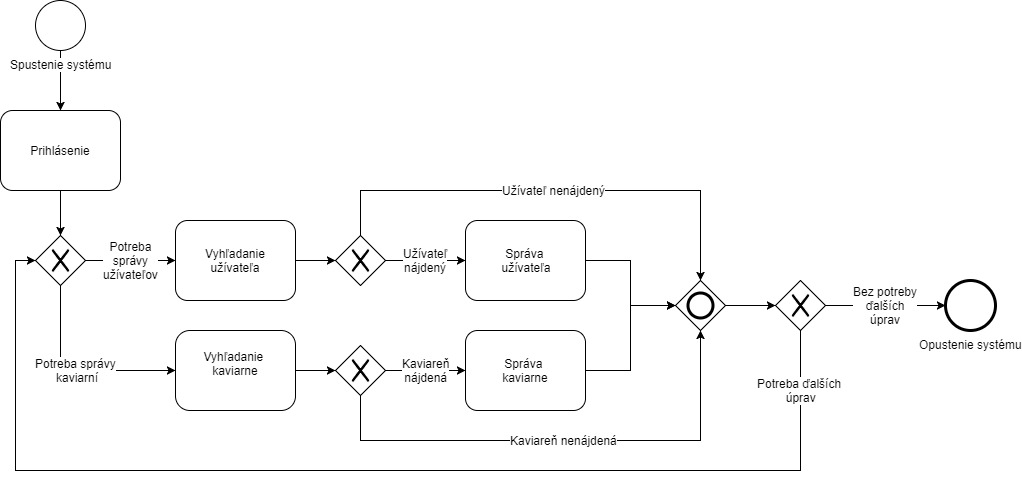 Spustenie systému
Prihlásenie
Užívateľ nenájdený
Potreba
správy
užívateľov
Vyhľadanie
užívateľa
Užívateľ
nájdený
Správa
užívateľa
Bez potreby
ďalších
úprav
Opustenie systému
Potreba správy
kaviarní
Vyhľadanie
kaviarne
Kaviareň
nájdená
Správa
kaviarne
Potreba ďalších
úprav
Kaviareň nenájdená